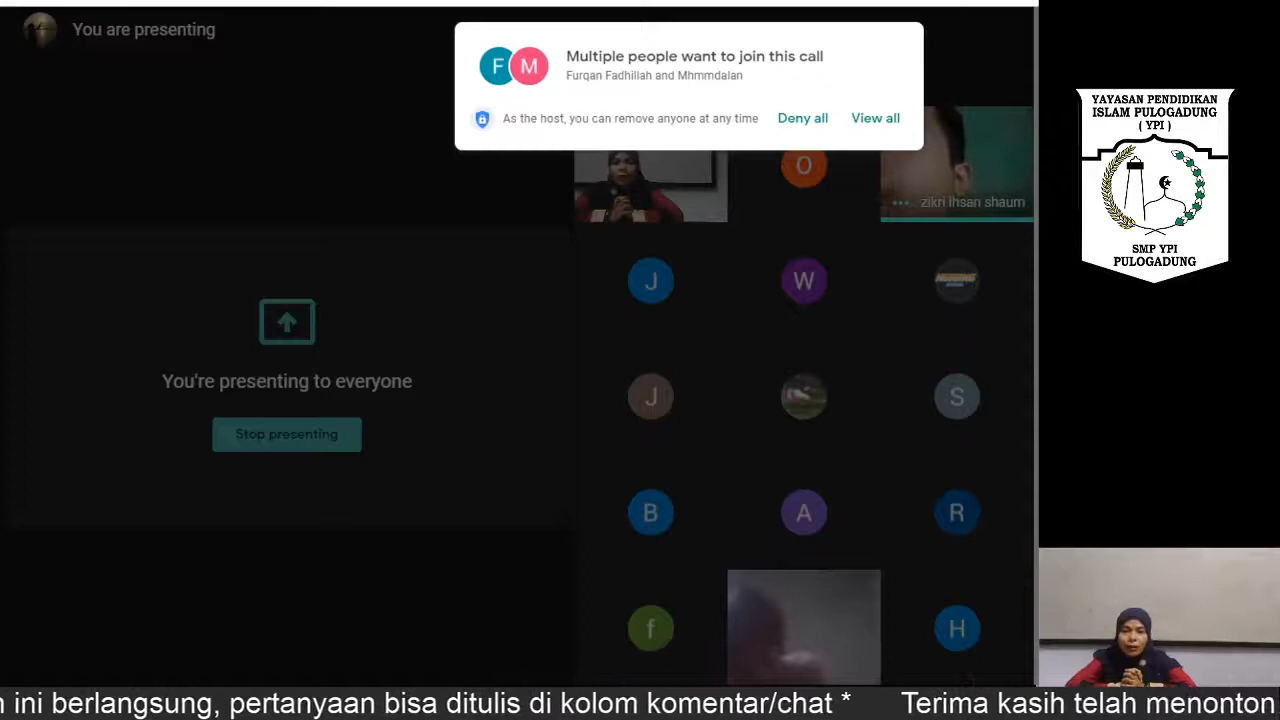 You are presenting
F
M
Multiple people want to join this call
Furqan Fadhillah and Mhmmdalan
As the host, you can remove anyone at any time
Deny all
View all
O
zikri ihsan shaum
J
W
J
S
B
A
R
f
H
You're presenting to everyone
Stop presenting
YAYASAN PENDIDIKAN
ISLAM PULOGADUNG
( YPI )
SMP YPI
PULOGADUNG
ini berlangsung, pertanyaan bisa ditulis di kolom komentar/chat * Terima kasih telah menonton